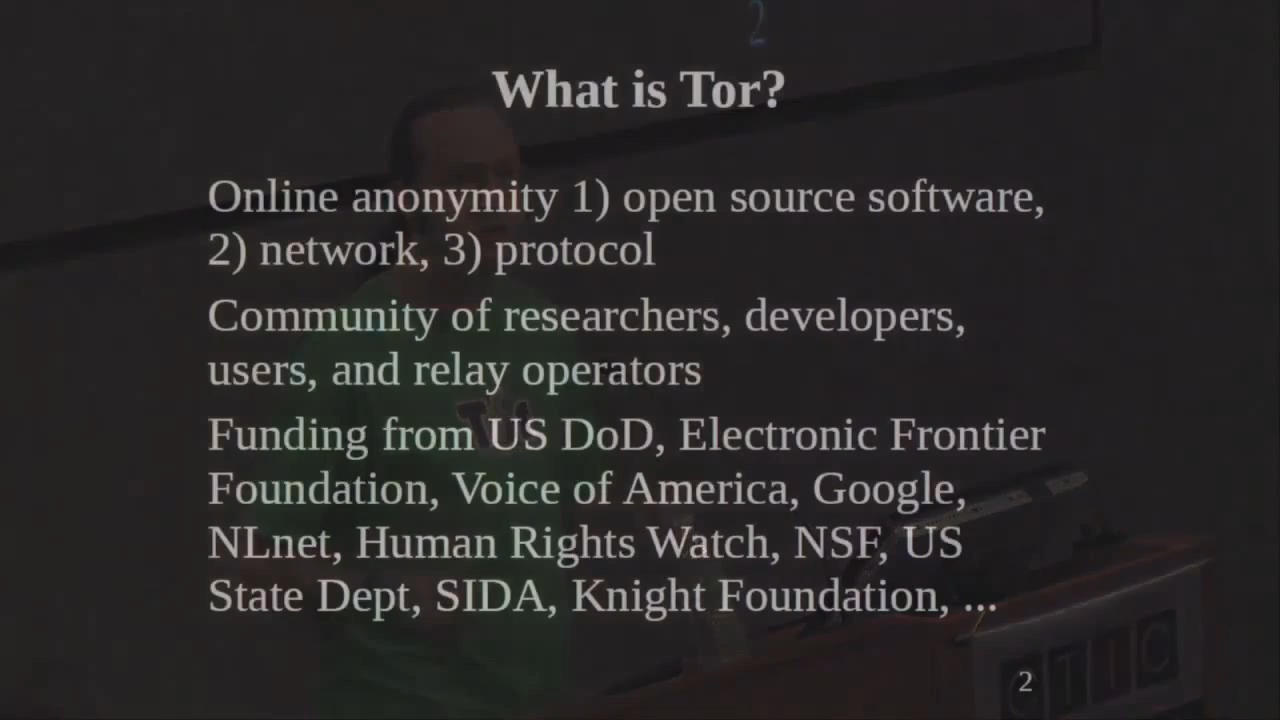 2
What is Tor?
Online anonymity 1) open source software,
2) network, 3) protocol
Community of researchers, developers,
users, and relay operators
Funding from US DoD, Electronic Frontier
Foundation, Voice of America, Google,
NLnet, Human Rights Watch, NSF, US
State Dept, SIDA, Knight Foundation, ...
CTIC
2